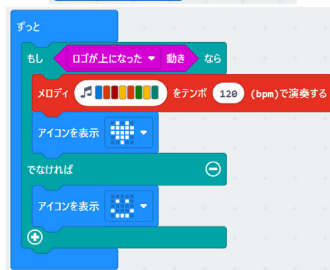 ずっと
もし ロゴが上になった 動き なら
メロディ をテンポ 120 (bpm)で演奏する
アイコンを表示
でなければ
アイコンを表示